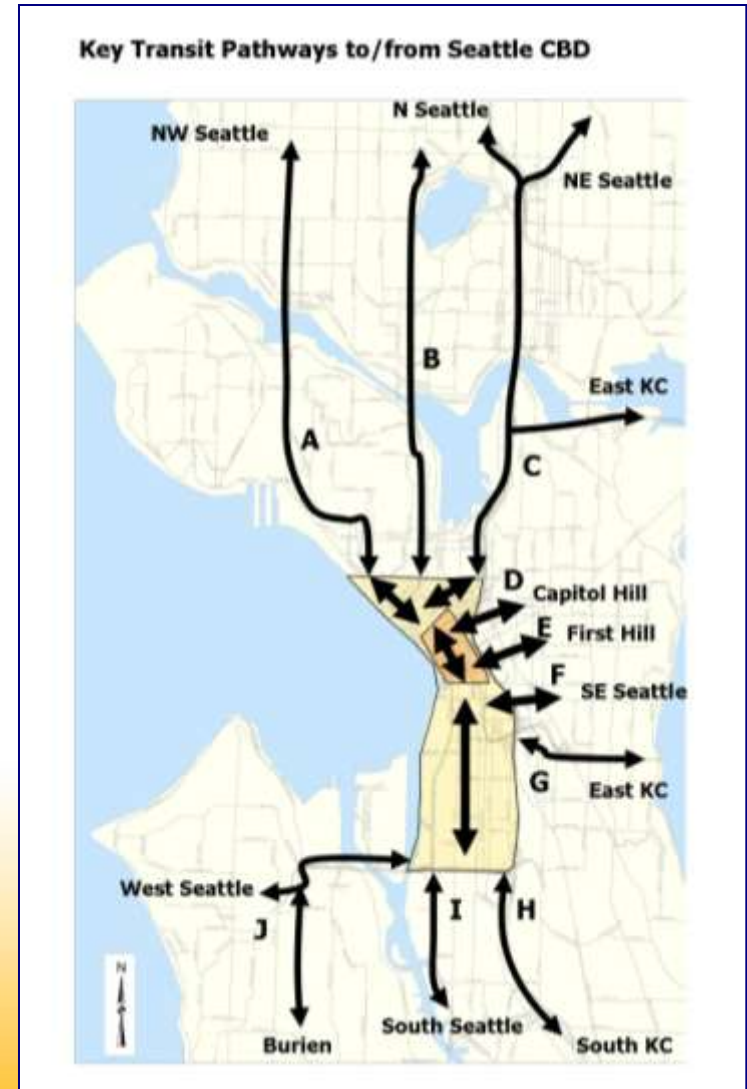 Key Transit Pathways to/from Seattle CBD
N Seattle
NW Seattle
NE Seattle
B
East KC
A
C
D
Capitol Hill
E
First Hill
F
SE Seattle
G
East KC
West Seattle
I
H
J
N
South Seattle
Burien
South KC